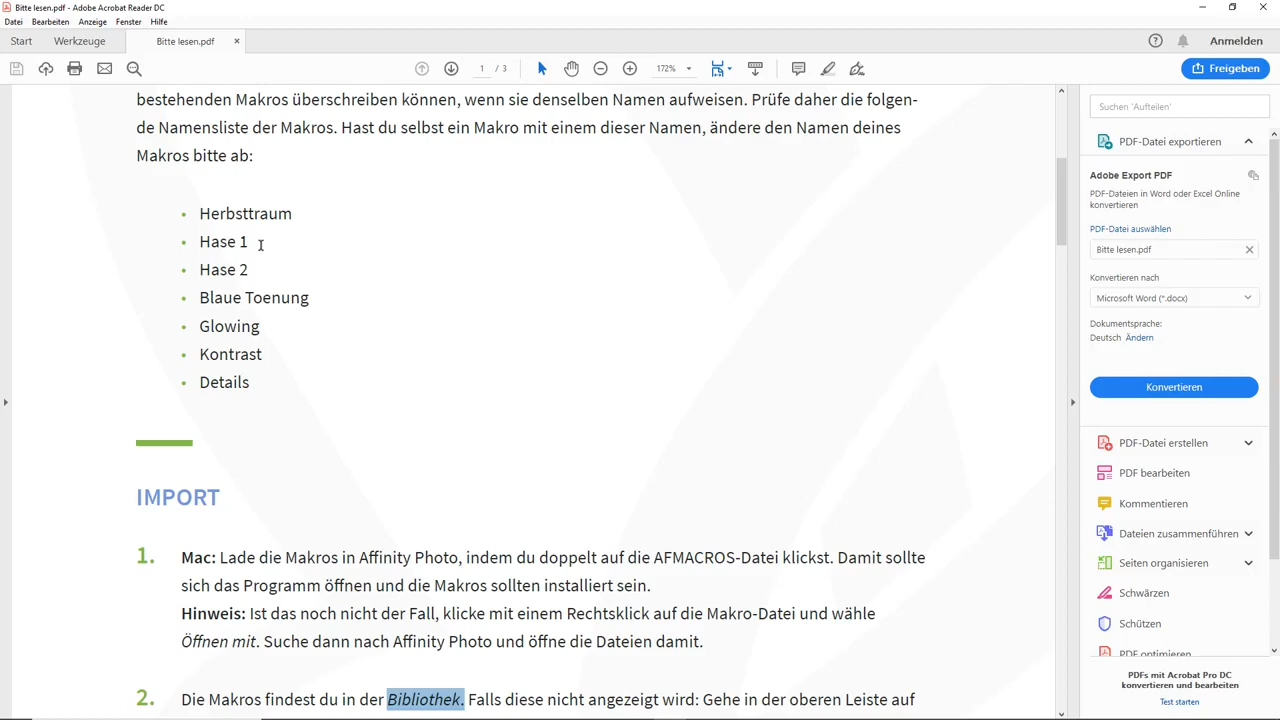 Bitte lesen.pdf - Adobe Acrobat Reader DC
Datei Bearbeiten Anzeige Fenster Hilfe
Start Werkzeuge Bitte lesen.pdf × Anmelden
1 / 3 172% Freigeben
bestehenden Makros überschreiben können, wenn sie denselben Namen aufweisen. Prüfe daher die folgen-
de Namensliste der Makros. Hast du selbst ein Makro mit einem dieser Namen, ändere den Namen deines
Makros bitte ab:
• Herbsttraum
• Hase 1
• Hase 2
• Blaue Toenung
• Glowing
• Kontrast
• Details
IMPORT
1. Mac: Lade die Makros in Affinity Photo, indem du doppelt auf die AFMACROS-Datei klickst. Damit sollte
sich das Programm öffnen und die Makros sollten installiert sein.
Hinweis: Ist das noch nicht der Fall, klicke mit einem Rechtsklick auf die Makro-Datei und wähle
Öffnen mit. Suche dann nach Affinity Photo und öffne die Dateien damit.
2. Die Makros findest du in der Bibliothek. Falls diese nicht angezeigt wird: Gehe in der oberen Leiste auf
Suchen 'Aufteilen'
PDF-Datei exportieren
Adobe Export PDF
PDF-Dateien in Word oder Excel Online
konvertieren
PDF-Datei auswählen
Bitte lesen.pdf
Konvertieren nach
Microsoft Word (*.docx)
Dokumentsprache:
Deutsch Ändern
Konvertieren
PDF-Datei erstellen
PDF bearbeiten
Kommentieren
Dateien zusammenführen
Seiten organisieren
Schwärzen
Schützen
PDF optimieren
PDFs mit Acrobat Pro DC
konvertieren und bearbeiten
Test starten